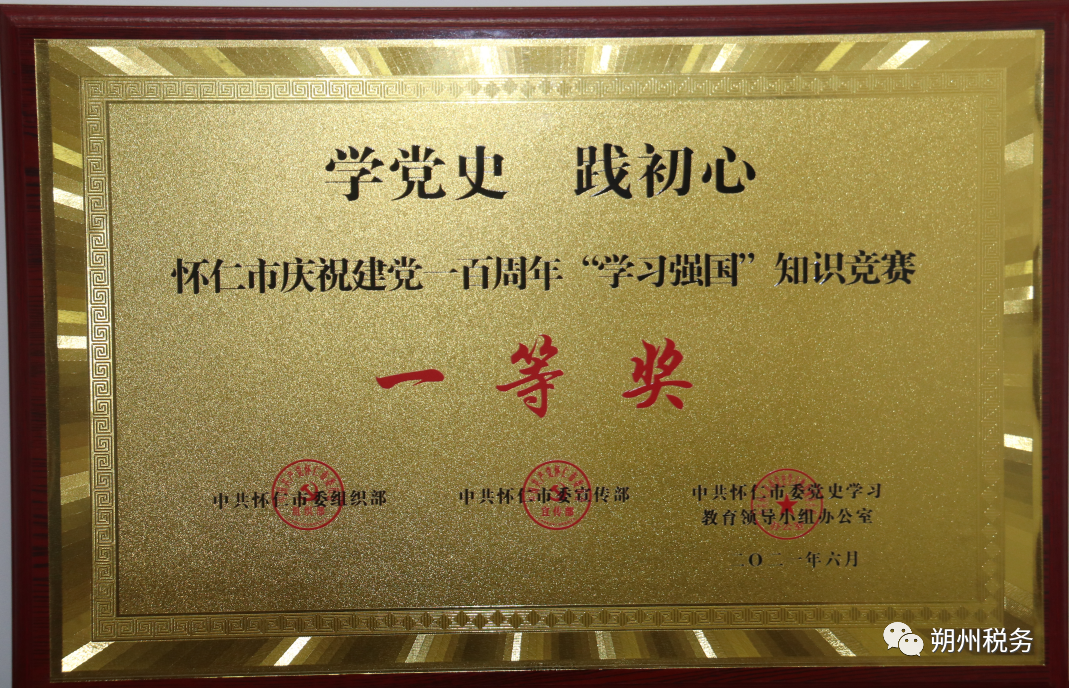 学党史 践初心
怀仁市庆祝建党一百周年“学习强国”知识竞赛
一等奖
中共怀仁市委组织部
中共怀仁市委宣传部
中共怀仁市委党史学习
教育领导小组办公室
二〇二一年六月
朔州税务